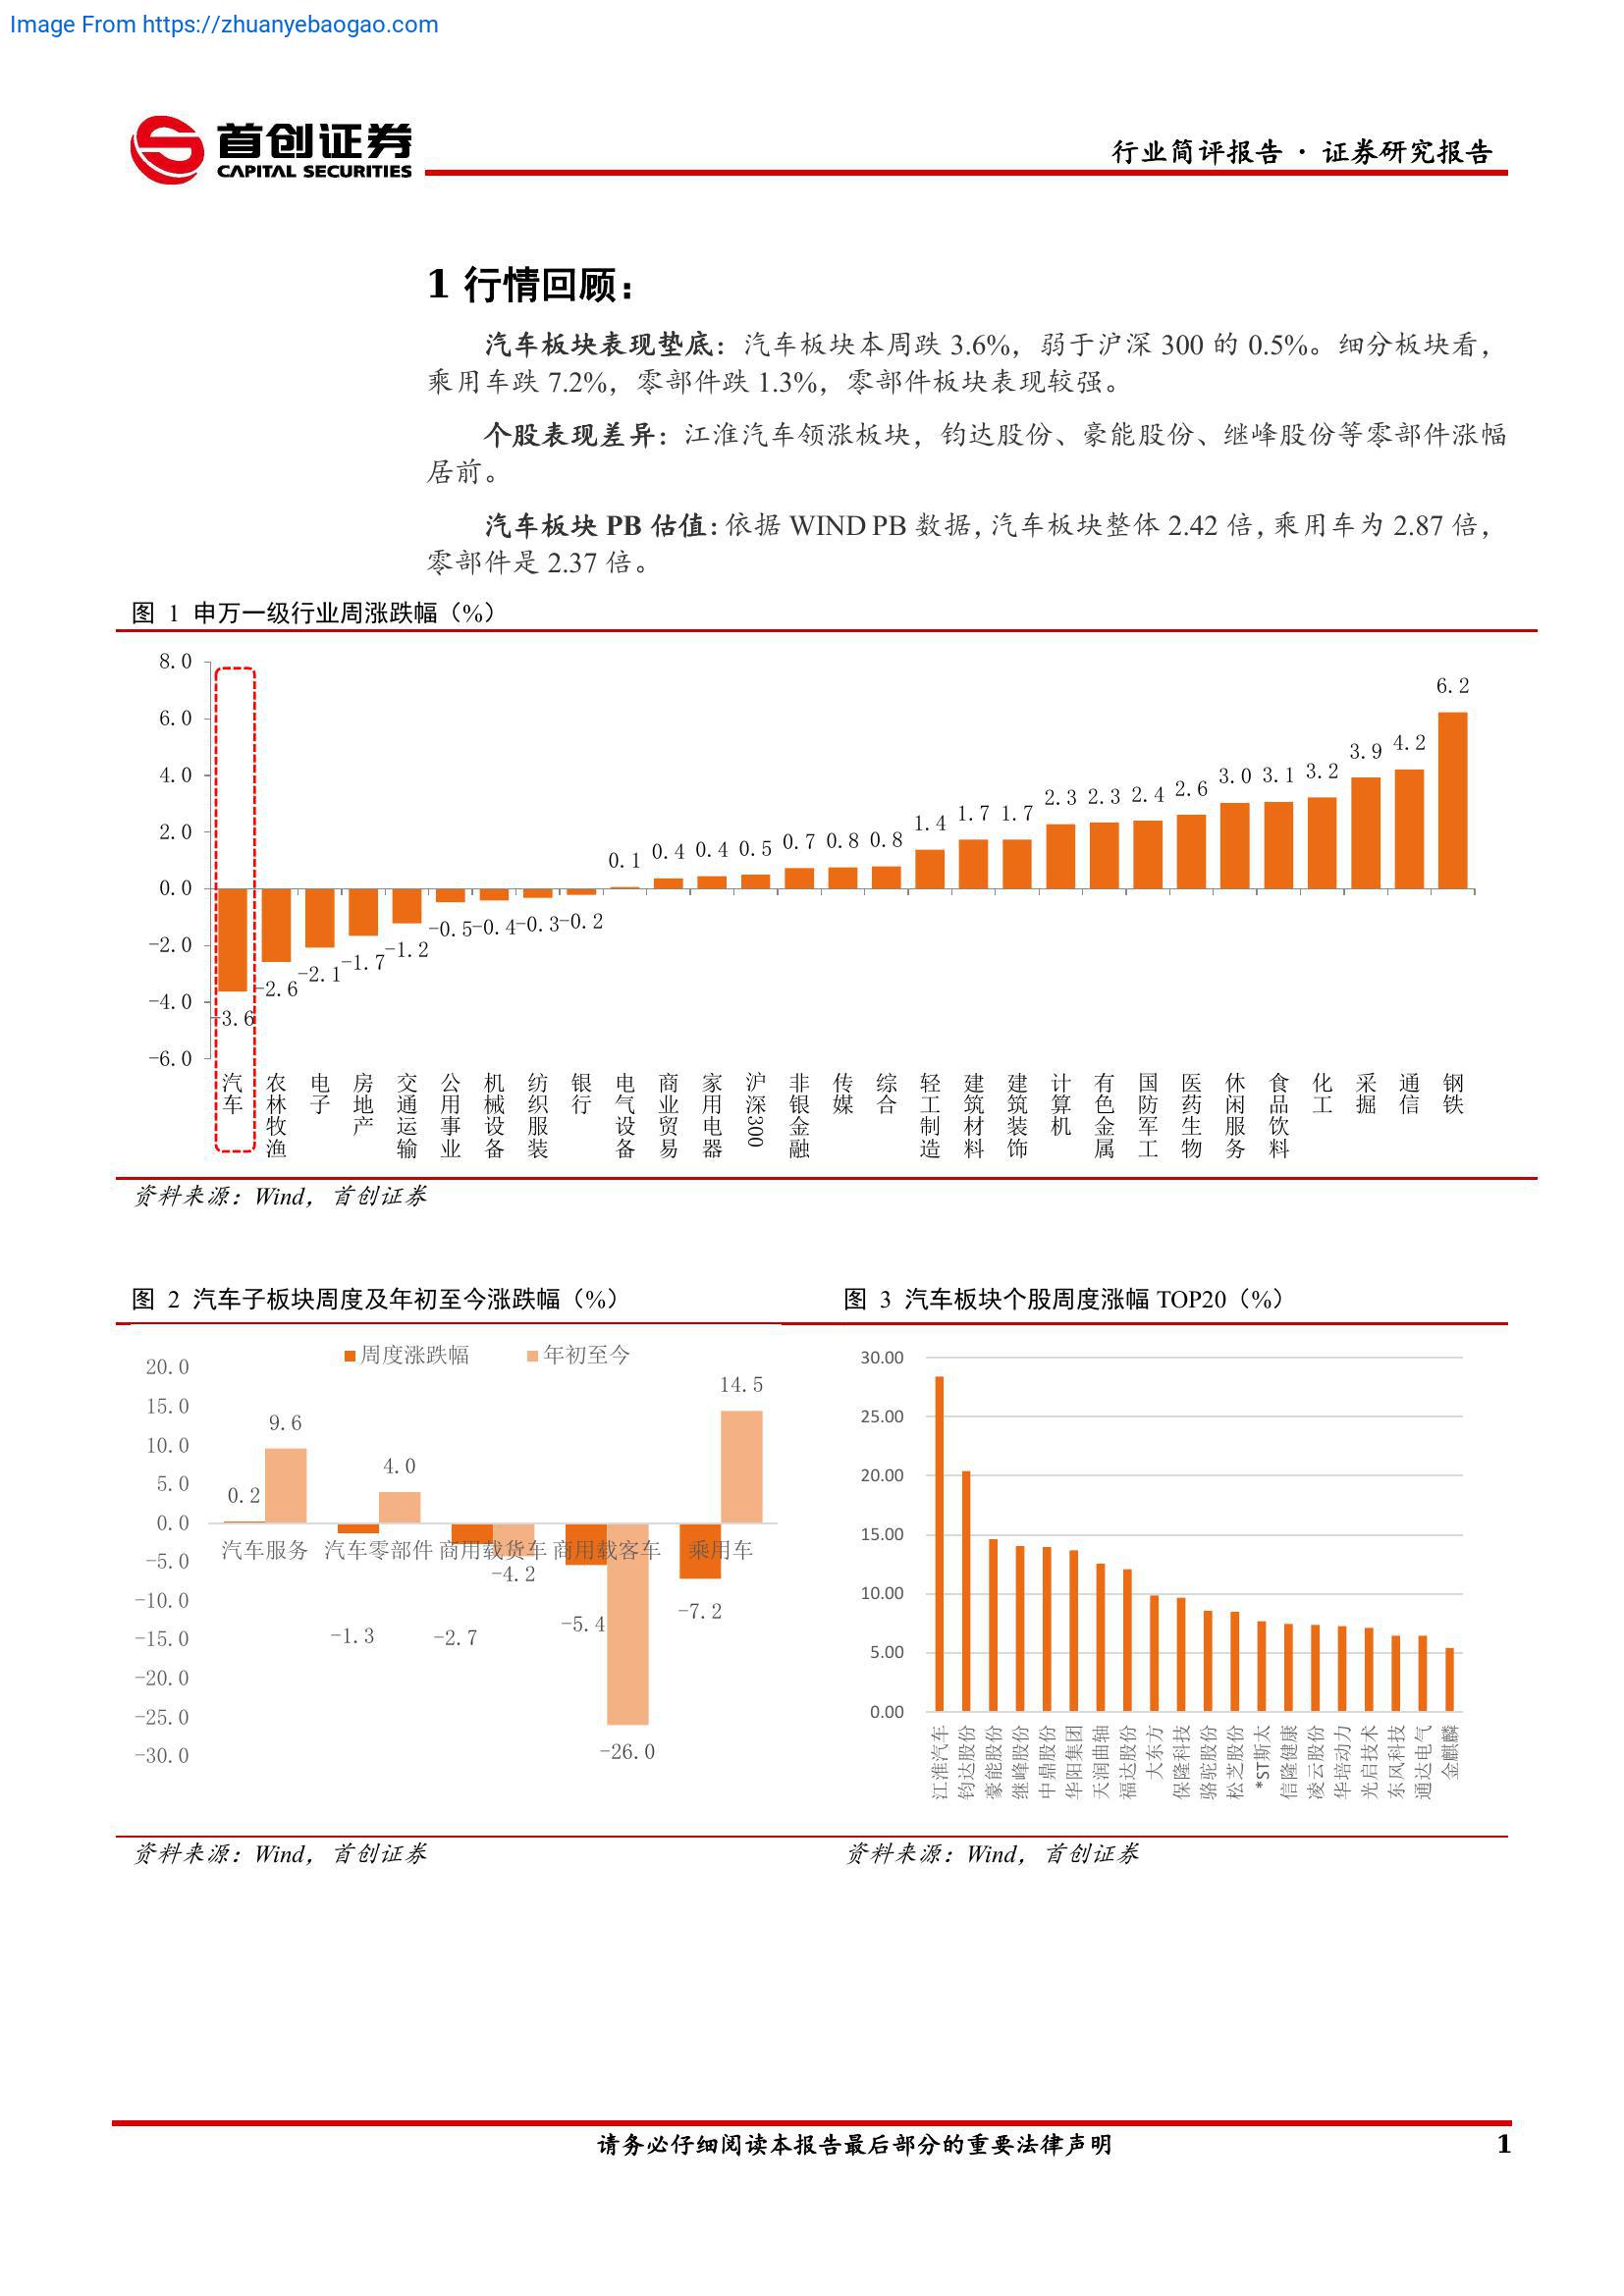 Image From https://zhuanyebaogao.com
首创证券
CAPITAL SECURITIES
行业简评报告 · 证券研究报告
1 行情回顾：
汽车板块表现垫底：汽车板块本周跌 3.6%，弱于沪深 300 的 0.5%。细分板块看，
乘用车跌 7.2%，零部件跌 1.3%，零部件板块表现较强。
个股表现差异：江淮汽车领涨板块，钧达股份、豪能股份、继峰股份等零部件涨幅
居前。
汽车板块 PB 估值：依据 WIND PB 数据，汽车板块整体 2.42 倍，乘用车为 2.87 倍，
零部件是 2.37 倍。
图 1 申万一级行业周涨跌幅（%）
8.0
6.0
4.0
2.0
0.0
-2.0
-4.0
-6.0
-3.6
-2.6
-2.1
-1.7
-1.2
-0.5
-0.4
-0.3
-0.2
0.1
0.4
0.4
0.5
0.7
0.8
0.8
1.4
1.7
1.7
2.3
2.3
2.4
2.6
3.0
3.1
3.2
3.9
4.2
6.2
汽车
农林牧渔
电子
房地产
交通运输
公用事业
机械设备
纺织服装
银行
电气设备
商业贸易
家用电器
沪深300
非银金融
传媒
综合
轻工制造
建筑材料
建筑装饰
计算机
有色金属
国防军工
医药生物
休闲服务
食品饮料
化工
采掘
通信
钢铁
资料来源：Wind，首创证券
图 2 汽车子板块周度及年初至今涨跌幅（%）
周度涨跌幅
年初至今
20.0
15.0
10.0
5.0
0.0
-5.0
-10.0
-15.0
-20.0
-25.0
-30.0
0.2
9.6
-1.3
4.0
-2.7
-4.2
-5.4
-26.0
-7.2
14.5
汽车服务
汽车零部件
商用载货车
商用载客车
乘用车
资料来源：Wind，首创证券
图 3 汽车板块个股周度涨幅 TOP20（%）
30.00
25.00
20.00
15.00
10.00
5.00
0.00
江淮汽车
钧达股份
豪能股份
继峰股份
中鼎股份
华阳集团
天润曲轴
福达股份
大东方
保隆科技
骆驼股份
松芝股份
*ST斯太
信隆健康
凌云股份
华培动力
光启技术
东风科技
通达电气
金麒麟
资料来源：Wind，首创证券
请务必仔细阅读本报告最后部分的重要法律声明
1